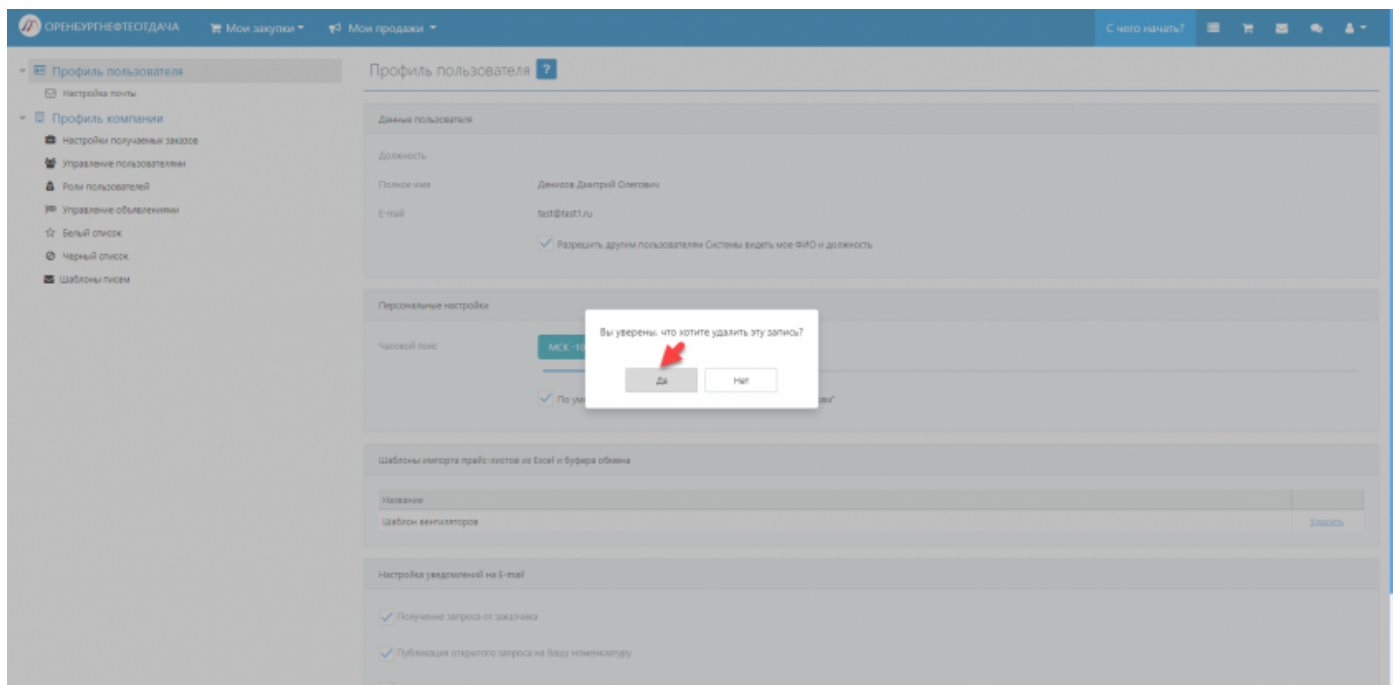 ОРЕНБУРГНЕФТЕОТДАЧА
Мои закупки
Мои продажи
С чего начать?
Профиль пользователя
Настройка почты
Профиль компании
Настройки получаемых заказов
Управление пользователями
Роли пользователей
Управление объявлениями
Белый список
Черный список
Шаблоны писем
Профиль пользователя ?
Данные пользователя
Должность
Полное имя Денисов Дмитрий Олегович
E-mail test@test1.ru
Разрешить другим пользователям Системы видеть мое ФИО и должность
Персональные настройки
Вы уверены, что хотите удалить эту запись?
Часовой пояс МСК -10
Да Нет
По ум
Шаблоны импорта прайс-листов из Excel и буфера обмена
Название
Шаблон вентиляторов Удалить
Настройка уведомлений на E-mail
Получение запроса от заказчика
Публикация открытого запроса на Вашу номенклатуру